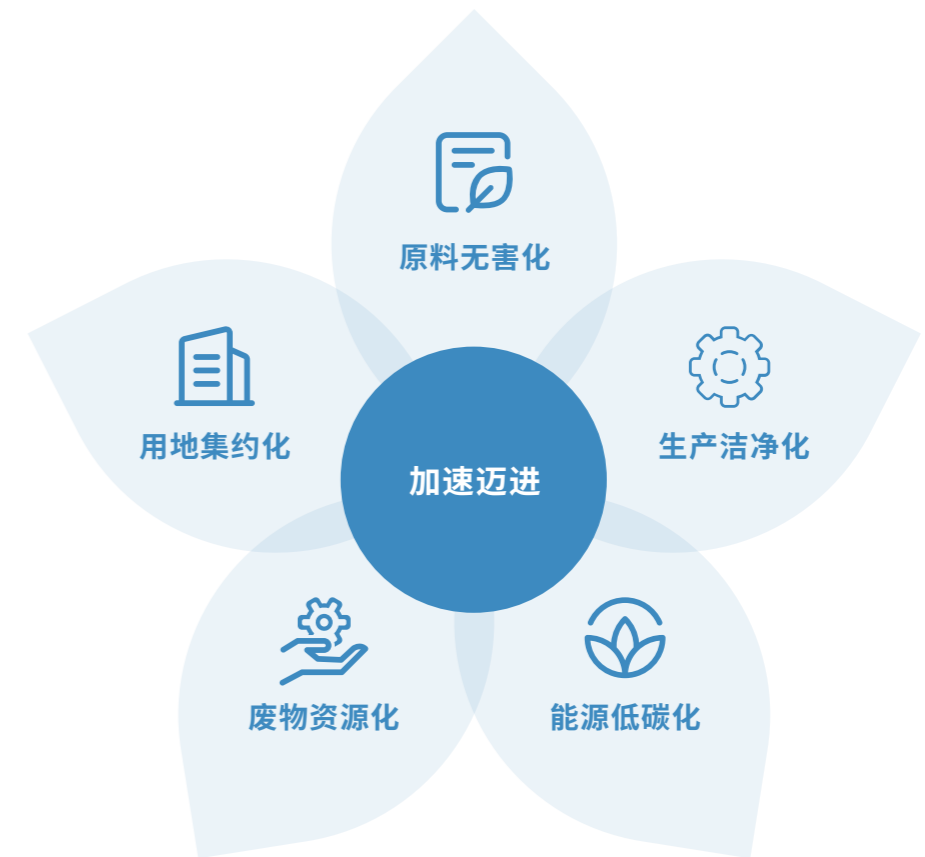 原料无害化
用地集约化
生产洁净化
加速迈进
废物资源化
能源低碳化